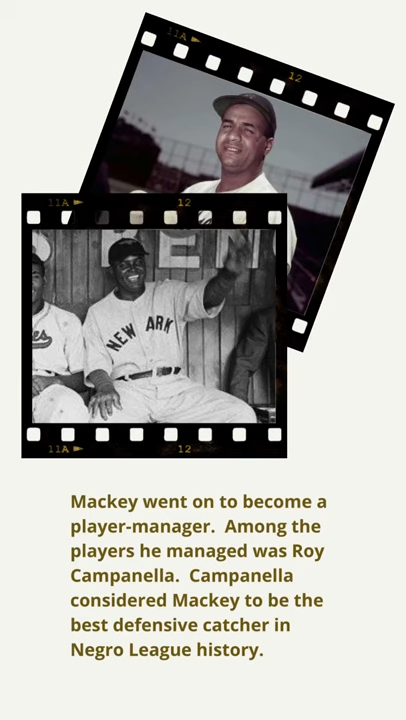 11A
12
11A
12
NEW ARK
es
11A
12
Mackey went on to become a
player-manager.  Among the
players he managed was Roy
Campanella.  Campanella
considered Mackey to be the
best defensive catcher in
Negro League history.